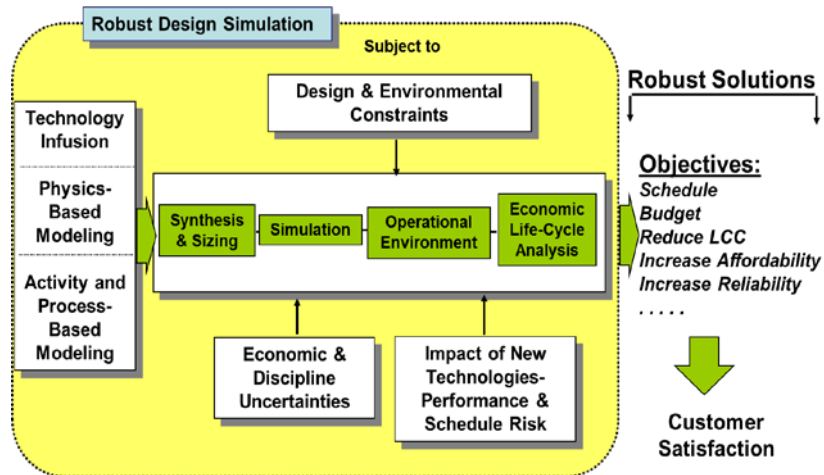 Robust Design Simulation
Subject to
Design & Environmental
Constraints
Technology
Infusion
Physics-
Based
Modeling
Activity and
Process-
Based
Modeling
Synthesis
& Sizing
Simulation
Operational
Environment
Economic
Life-Cycle
Analysis
Economic &
Discipline
Uncertainties
Impact of New
Technologies-
Performance &
Schedule Risk
Robust Solutions
Objectives:
Schedule
Budget
Reduce LCC
Increase Affordability
Increase Reliability
. . . . .
Customer
Satisfaction